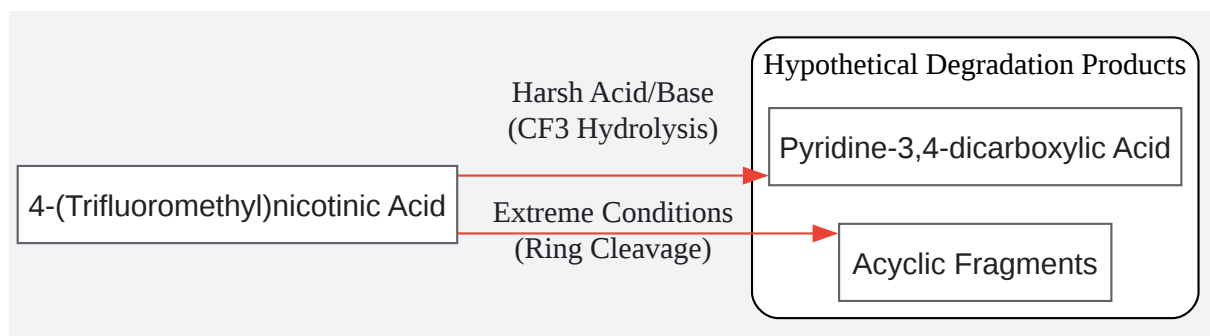 Hypothetical Degradation Products
Harsh Acid/Base
(CF3 Hydrolysis)
Pyridine-3,4-dicarboxylic Acid
4-(Trifluoromethyl)nicotinic Acid
Extreme Conditions
(Ring Cleavage)
Acyclic Fragments